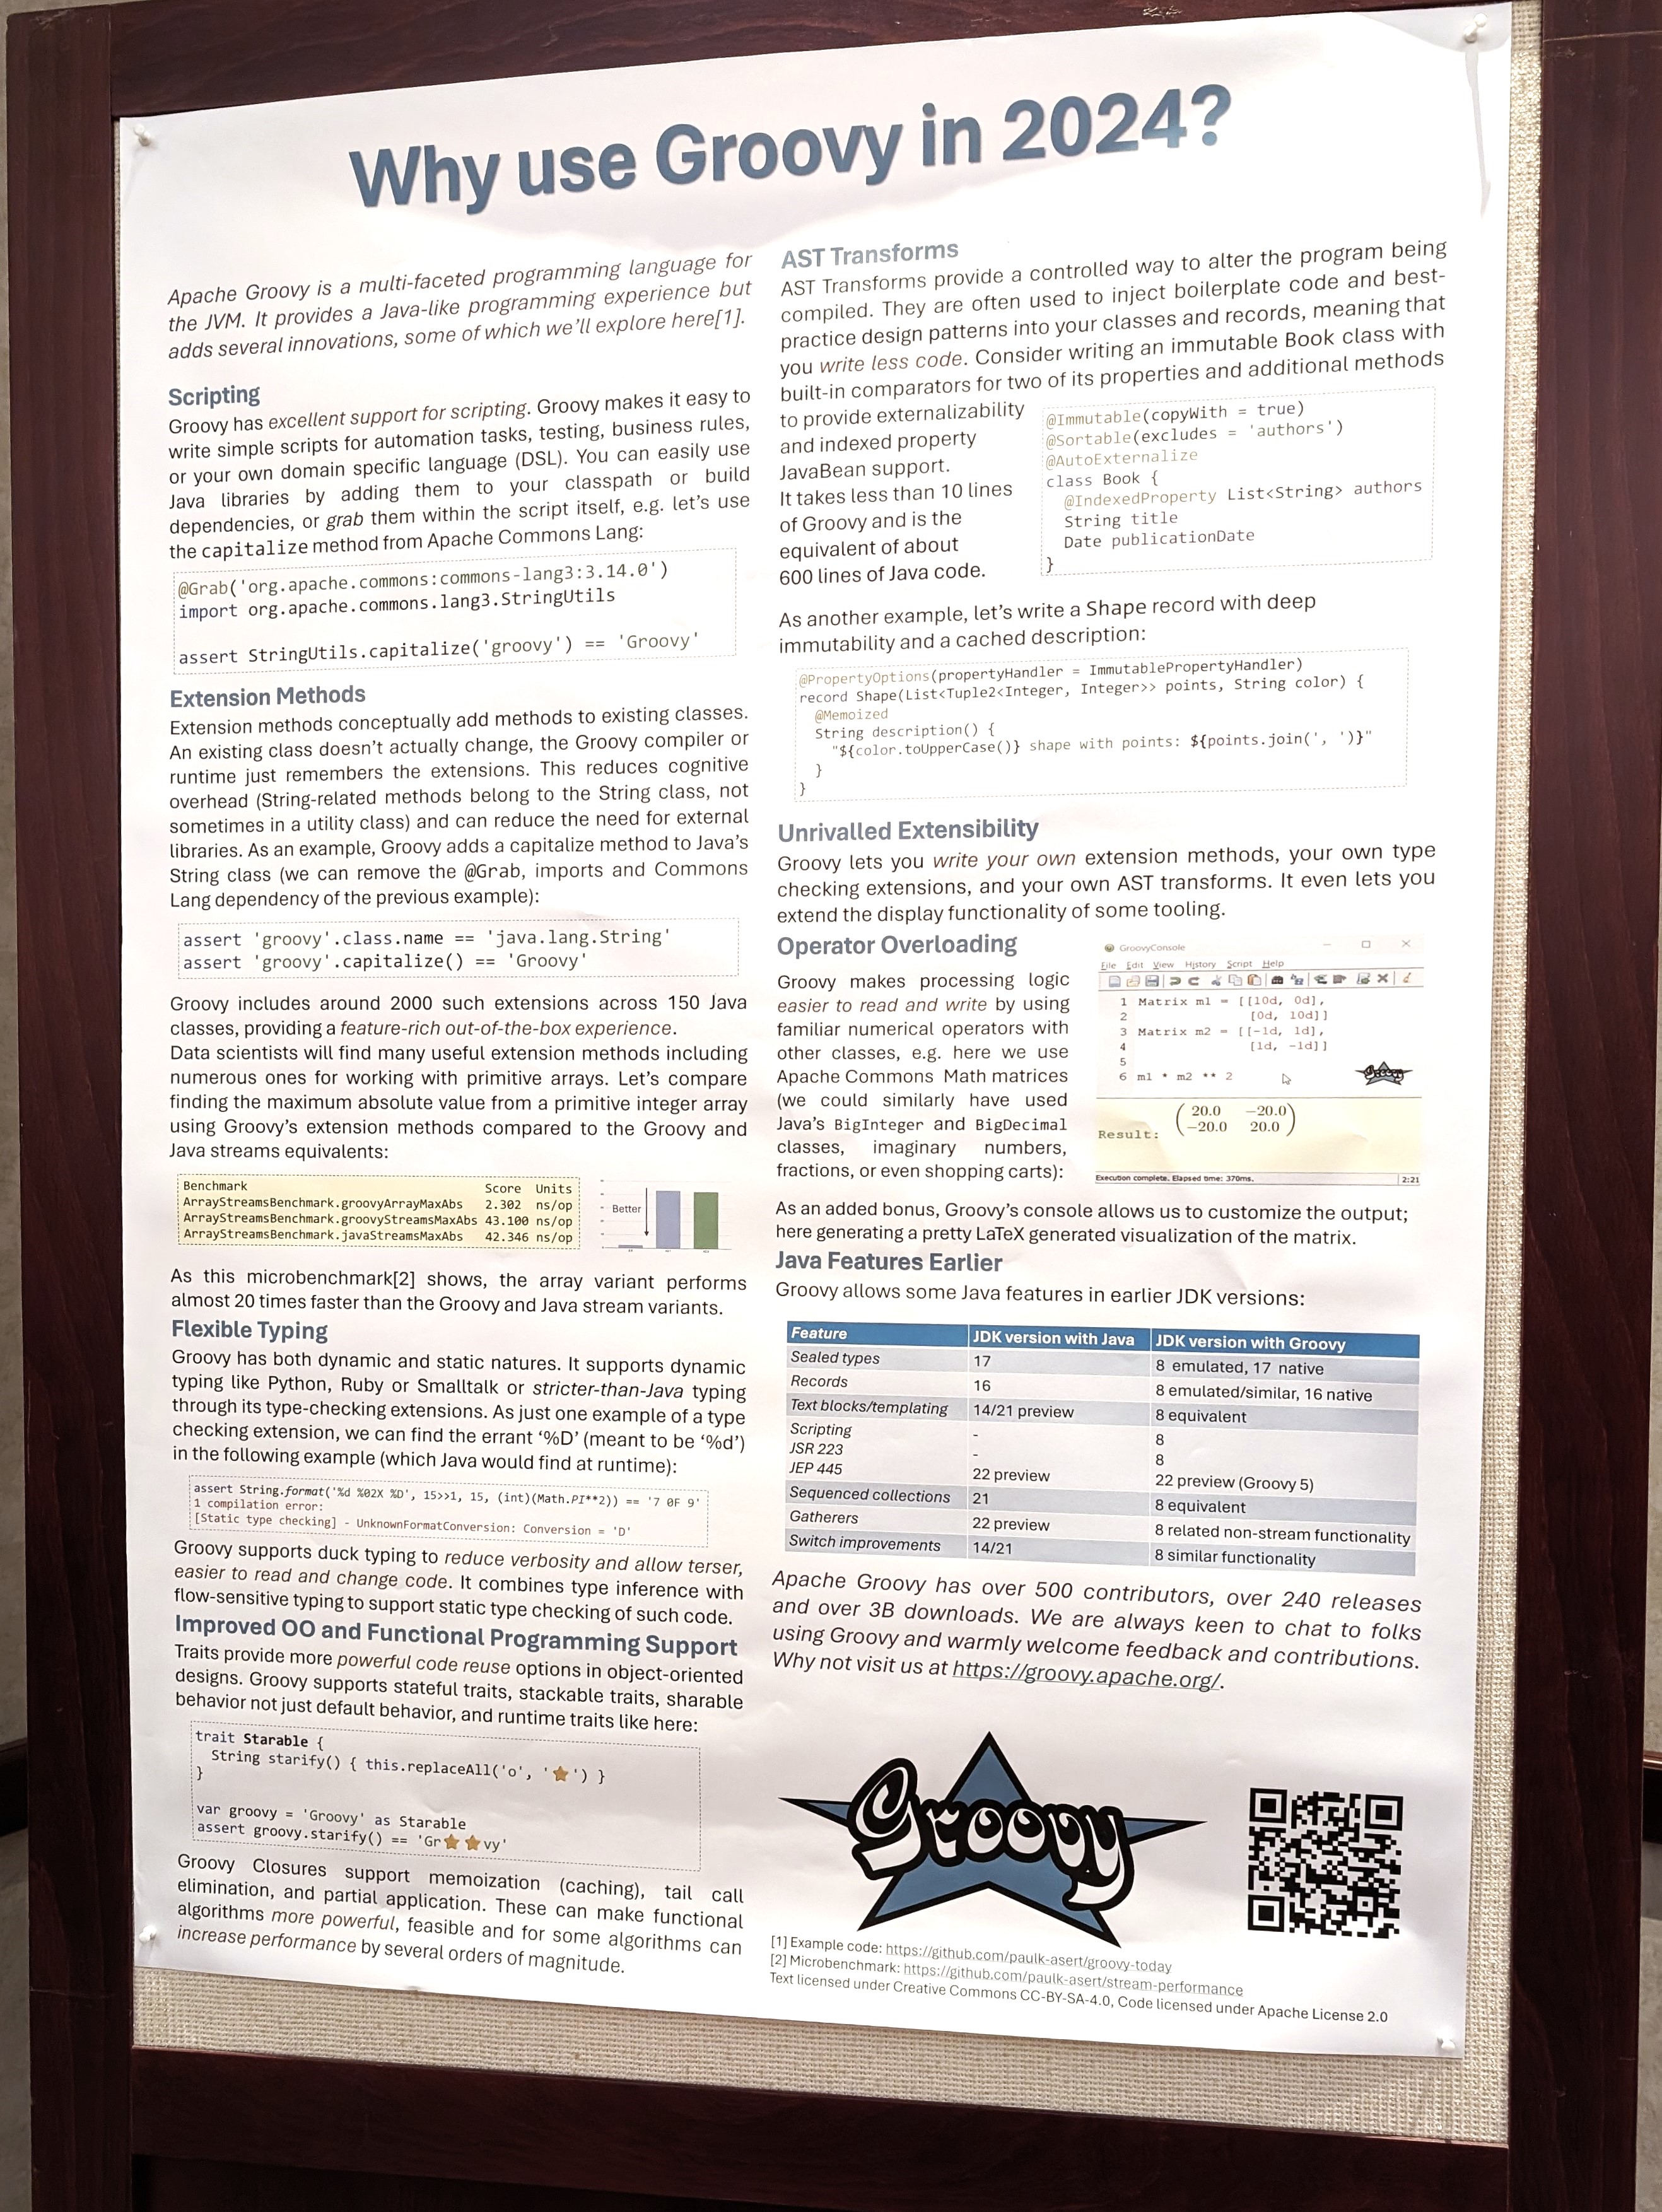 Why use Groovy in 2024?
Apache Groovy is a multi-faceted programming language for
the JVM. It provides a Java-like programming experience but
adds several innovations, some of which we'll explore here[1].
Scripting
Groovy has excellent support for scripting. Groovy makes it easy to
write simple scripts for automation tasks, testing, business rules,
or your own domain specific language (DSL). You can easily use
Java libraries by adding them to your classpath or build
dependencies, or grab them within the script itself, e.g. let's use
the capitalize method from Apache Commons Lang:
@Grab('org.apache.commons:commons-lang3:3.14.0')
import org.apache.commons.lang3.StringUtils
assert StringUtils.capitalize('groovy') == 'Groovy'
Extension Methods
Extension methods conceptually add methods to existing classes.
An existing class doesn't actually change, the Groovy compiler or
runtime just remembers the extensions. This reduces cognitive
overhead (String-related methods belong to the String class, not
sometimes in a utility class) and can reduce the need for external
libraries. As an example, Groovy adds a capitalize method to Java's
String class (we can remove the @Grab, imports and Commons
Lang dependency of the previous example):
assert 'groovy'.class.name == 'java.lang.String'
assert 'groovy'.capitalize() == 'Groovy'
Groovy includes around 2000 such extensions across 150 Java
classes, providing a feature-rich out-of-the-box experience.
Data scientists will find many useful extension methods including
numerous ones for working with primitive arrays. Let's compare
finding the maximum absolute value from a primitive integer array
using Groovy's extension methods compared to the Groovy and
Java streams equivalents:
Benchmark Score Units
ArrayStreamsBenchmark.groovyArrayMaxAbs 2.302 ns/op
ArrayStreamsBenchmark.groovyStreamsMaxAbs 43.100 ns/op
ArrayStreamsBenchmark.javaStreamsMaxAbs 42.346 ns/op
Better
As this microbenchmark[2] shows, the array variant performs
almost 20 times faster than the Groovy and Java stream variants.
Flexible Typing
Groovy has both dynamic and static natures. It supports dynamic
typing like Python, Ruby or Smalltalk or stricter-than-Java typing
through its type-checking extensions. As just one example of a type
checking extension, we can find the errant '%D' (meant to be '%d')
in the following example (which Java would find at runtime):
assert String.format('%d %02X %D', 15>>1, 15, (int)(Math.PI**2)) == '7 0F 9'
1 compilation error:
[Static type checking] - UnknownFormatConversion: Conversion = 'D'
Groovy supports duck typing to reduce verbosity and allow terser,
easier to read and change code. It combines type inference with
flow-sensitive typing to support static type checking of such code.
Improved OO and Functional Programming Support
Traits provide more powerful code reuse options in object-oriented
designs. Groovy supports stateful traits, stackable traits, sharable
behavior not just default behavior, and runtime traits like here:
trait Starable {
String starify() { this.replaceAll('o', '⭐') }
}
var groovy = 'Groovy' as Starable
assert groovy.starify() == 'Gr⭐⭐vy'
Groovy Closures support memoization (caching), tail call
elimination, and partial application. These can make functional
algorithms more powerful, feasible and for some algorithms can
increase performance by several orders of magnitude.
AST Transforms
AST Transforms provide a controlled way to alter the program being
compiled. They are often used to inject boilerplate code and best-
practice design patterns into your classes and records, meaning that
you write less code. Consider writing an immutable Book class with
built-in comparators for two of its properties and additional methods
to provide externalizability
and indexed property
JavaBean support.
It takes less than 10 lines
of Groovy and is the
equivalent of about
600 lines of Java code.
@Immutable(copyWith = true)
@Sortable(excludes = 'authors')
@AutoExternalize
class Book {
@IndexedProperty List<String> authors
String title
Date publicationDate
}
As another example, let's write a Shape record with deep
immutability and a cached description:
@PropertyOptions(propertyHandler = ImmutablePropertyHandler)
record Shape(List<Tuple2<Integer, Integer>> points, String color) {
@Memoized
String description() {
"${color.toUpperCase()} shape with points: ${points.join(', ')}"
}
}
Unrivalled Extensibility
Groovy lets you write your own extension methods, your own type
checking extensions, and your own AST transforms. It even lets you
extend the display functionality of some tooling.
Operator Overloading
Groovy makes processing logic
easier to read and write by using
familiar numerical operators with
other classes, e.g. here we use
Apache Commons Math matrices
(we could similarly have used
Java's BigInteger and BigDecimal
classes, imaginary numbers,
fractions, or even shopping carts):
GroovyConsole
File Edit View History Script Help
1 Matrix m1 = [[10d, 0d],
2 [0d, 10d]]
3 Matrix m2 = [[-1d, 1d],
4 [1d, -1d]]
5
6 m1 * m2 ** 2
Groovy
20.0 −20.0
Result:
−20.0 20.0
Execution complete. Elapsed time: 370ms. 2:21
As an added bonus, Groovy's console allows us to customize the output;
here generating a pretty LaTeX generated visualization of the matrix.
Java Features Earlier
Groovy allows some Java features in earlier JDK versions:
Feature JDK version with Java JDK version with Groovy
Sealed types 17 8 emulated, 17 native
Records 16 8 emulated/similar, 16 native
Text blocks/templating 14/21 preview 8 equivalent
Scripting - 8
JSR 223 - 8
JEP 445 22 preview 22 preview (Groovy 5)
Sequenced collections 21 8 equivalent
Gatherers 22 preview 8 related non-stream functionality
Switch improvements 14/21 8 similar functionality
Apache Groovy has over 500 contributors, over 240 releases
and over 3B downloads. We are always keen to chat to folks
using Groovy and warmly welcome feedback and contributions.
Why not visit us at https://groovy.apache.org/.
Groovy
[1] Example code: https://github.com/paulk-asert/groovy-today
[2] Microbenchmark: https://github.com/paulk-asert/stream-performance
Text licensed under Creative Commons CC-BY-SA-4.0, Code licensed under Apache License 2.0